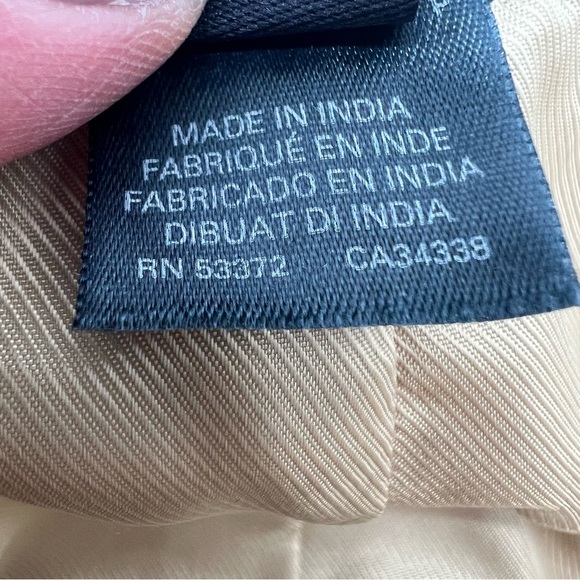 MADE IN INDIA
FABRIQUÉ EN INDE
FABRICADO EN INDIA
DIBUAT DI INDIA
RN 53372 CA34338